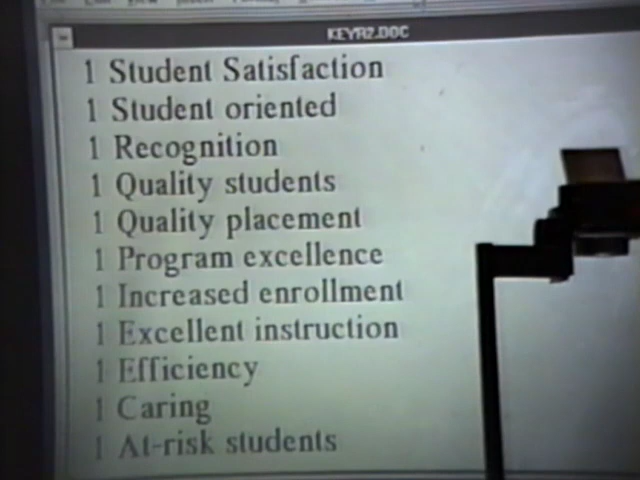 KEYR2.DOC
1 Student Satisfaction
1 Student oriented
1 Recognition
1 Quality students
1 Quality placement
1 Program excellence
1 Increased enrollment
1 Excellent instruction
1 Efficiency
1 Caring
1 At-risk students